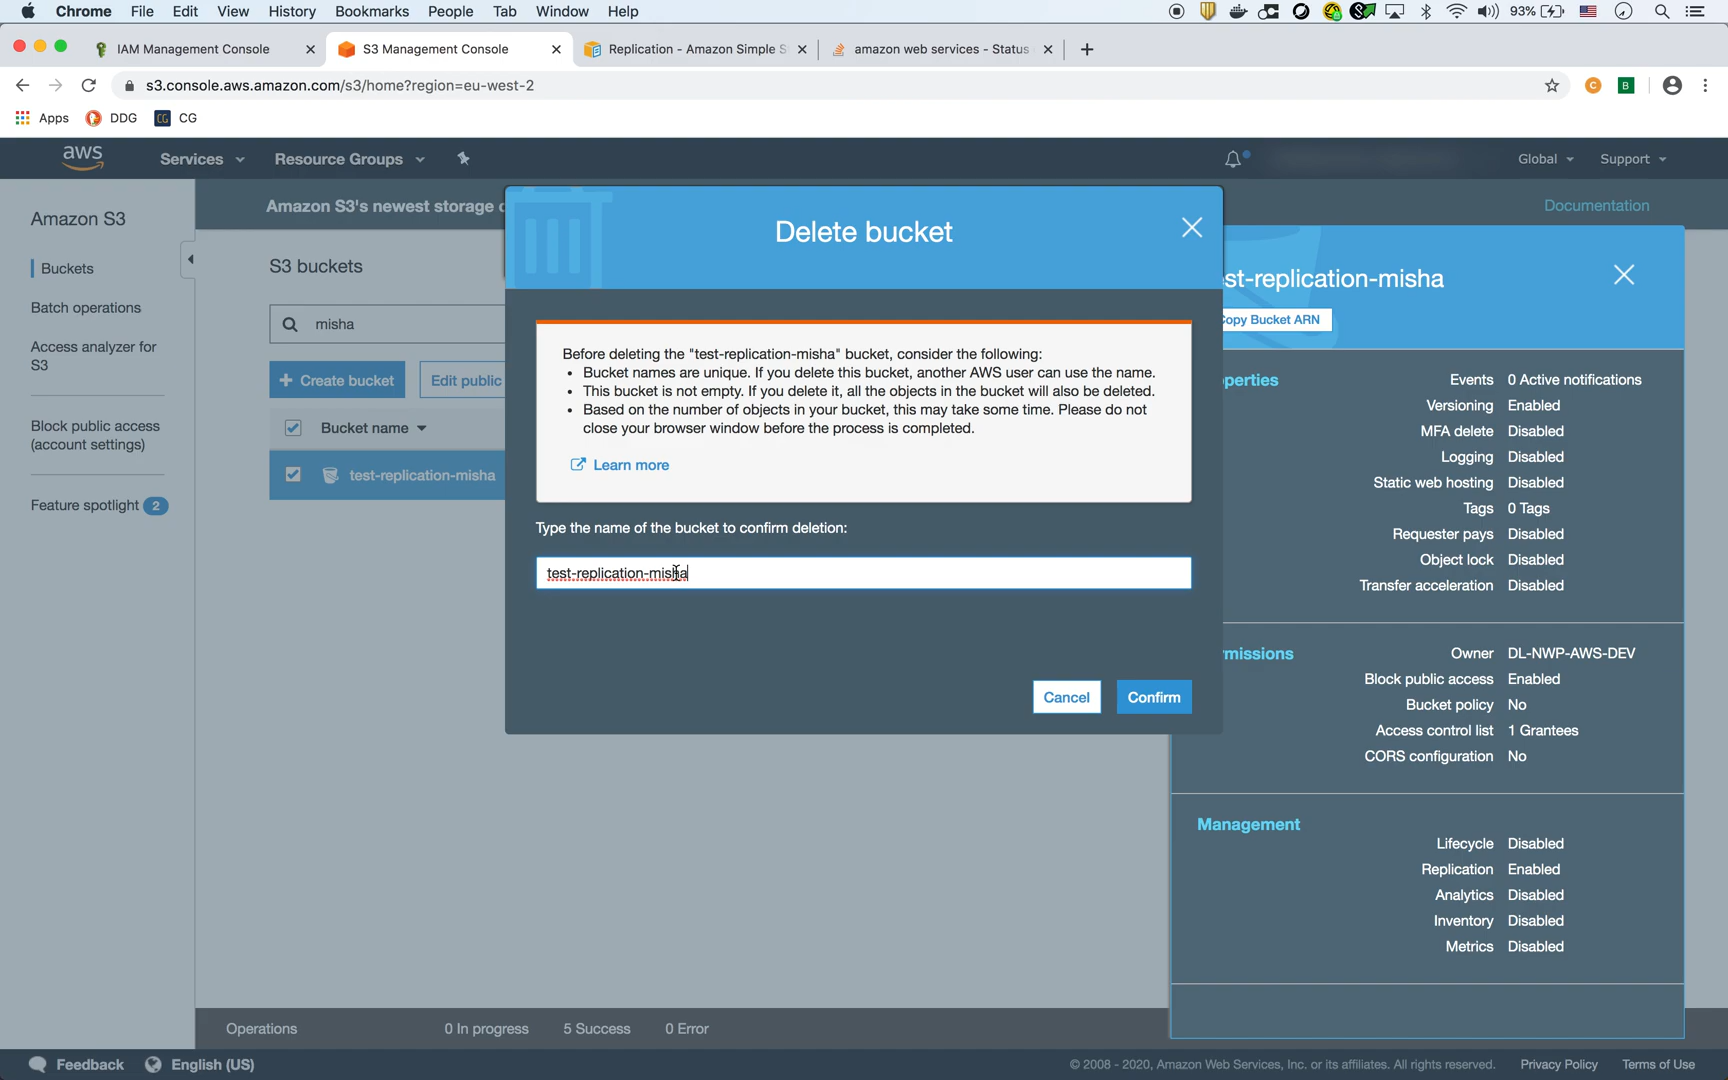 Chrome File Edit View History Bookmarks People Tab Window Help 93%
IAM Management Console
S3 Management Console
Replication - Amazon Simple S
amazon web services - Status
s3.console.aws.amazon.com/s3/home?region=eu-west-2
Apps DDG CG CG
aws Services Resource Groups Global Support
Amazon S3
Buckets
Batch operations
Access analyzer for
S3
Block public access
(account settings)
Feature spotlight 2
Amazon S3's newest storage
Documentation
S3 buckets
misha
+ Create bucket
Edit public
Bucket name
test-replication-misha
Delete bucket
Before deleting the "test-replication-misha" bucket, consider the following:
• Bucket names are unique. If you delete this bucket, another AWS user can use the name.
• This bucket is not empty. If you delete it, all the objects in the bucket will also be deleted.
• Based on the number of objects in your bucket, this may take some time. Please do not
close your browser window before the process is completed.
Learn more
Type the name of the bucket to confirm deletion:
test-replication-misha
Cancel Confirm
est-replication-misha
opy Bucket ARN
perties
Events 0 Active notifications
Versioning Enabled
MFA delete Disabled
Logging Disabled
Static web hosting Disabled
Tags 0 Tags
Requester pays Disabled
Object lock Disabled
Transfer acceleration Disabled
missions
Owner DL-NWP-AWS-DEV
Block public access Enabled
Bucket policy No
Access control list 1 Grantees
CORS configuration No
Management
Lifecycle Disabled
Replication Enabled
Analytics Disabled
Inventory Disabled
Metrics Disabled
Operations 0 In progress 5 Success 0 Error
Feedback English (US) © 2008 - 2020, Amazon Web Services, Inc. or its affiliates. All rights reserved. Privacy Policy Terms of Use